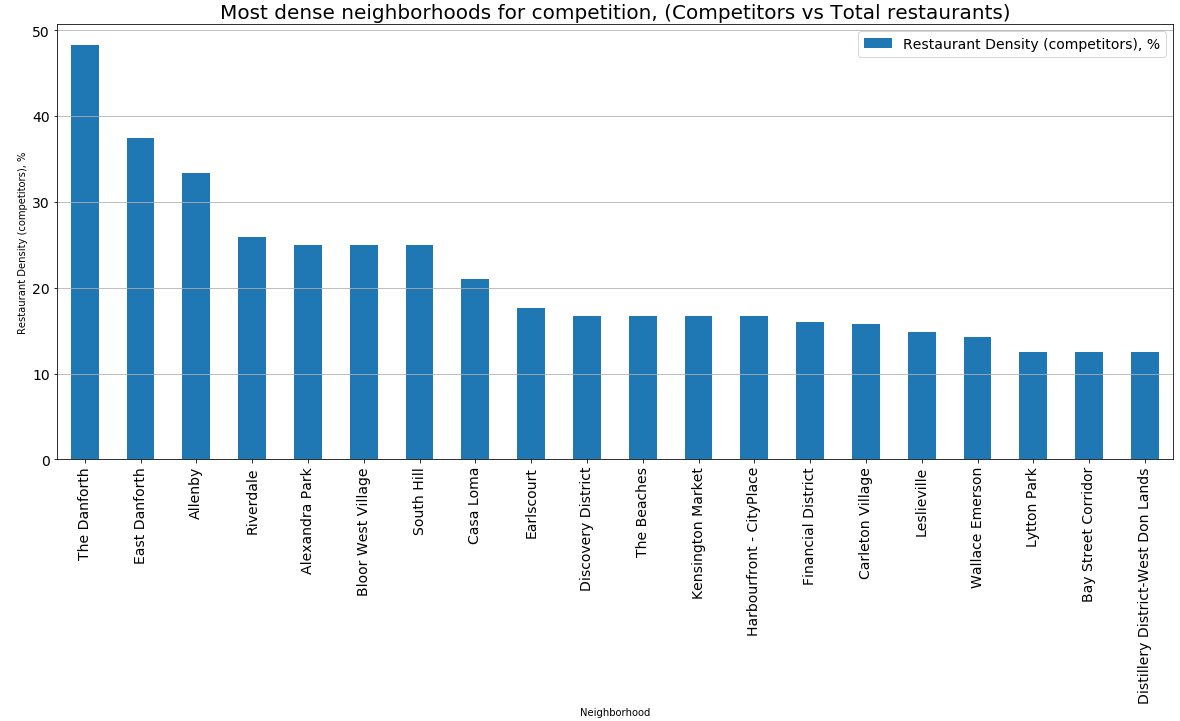 Most dense neighborhoods for competition, (Competitors vs Total restaurants)
Restaurant Density (competitors), %
Restaurant Density (competitors), %
50
40
30
20
10
0
The Danforth
East Danforth
Allenby
Riverdale
Alexandra Park
Bloor West Village
South Hill
Casa Loma
Earlscourt
Discovery District
The Beaches
Kensington Market
Harbourfront - CityPlace
Financial District
Carleton Village
Leslieville
Wallace Emerson
Lytton Park
Bay Street Corridor
Distillery District-West Don Lands
Neighborhood